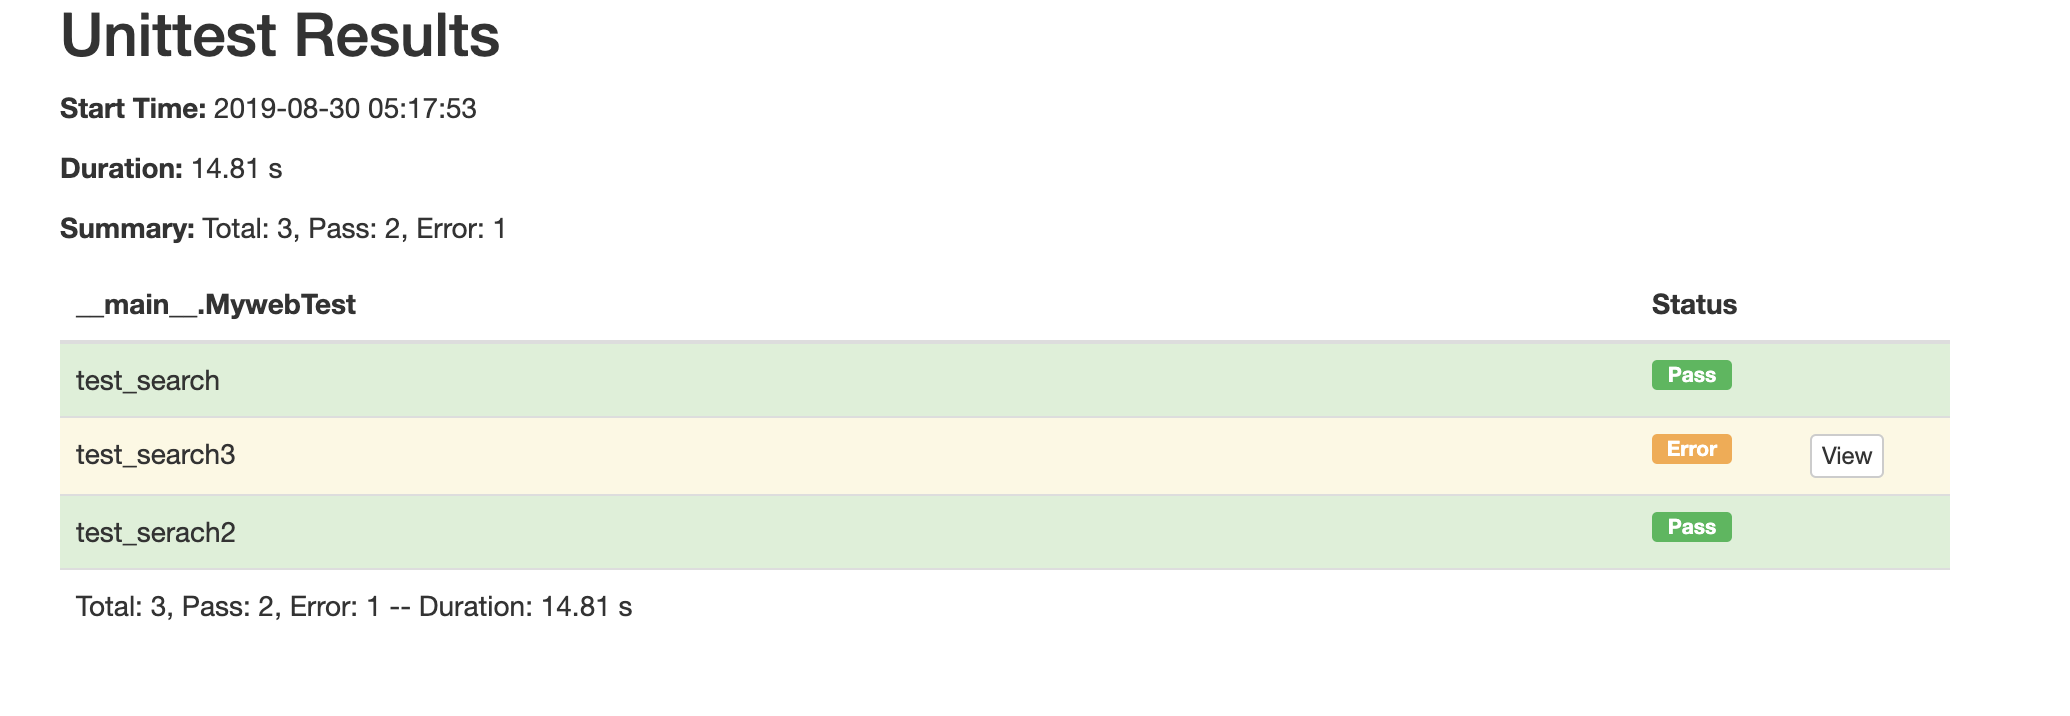 Unittest Results
Start Time: 2019-08-30 05:17:53
Duration: 14.81 s
Summary: Total: 3, Pass: 2, Error: 1
__main__.MywebTest Status
test_search Pass
test_search3 Error View
test_serach2 Pass
Total: 3, Pass: 2, Error: 1 -- Duration: 14.81 s